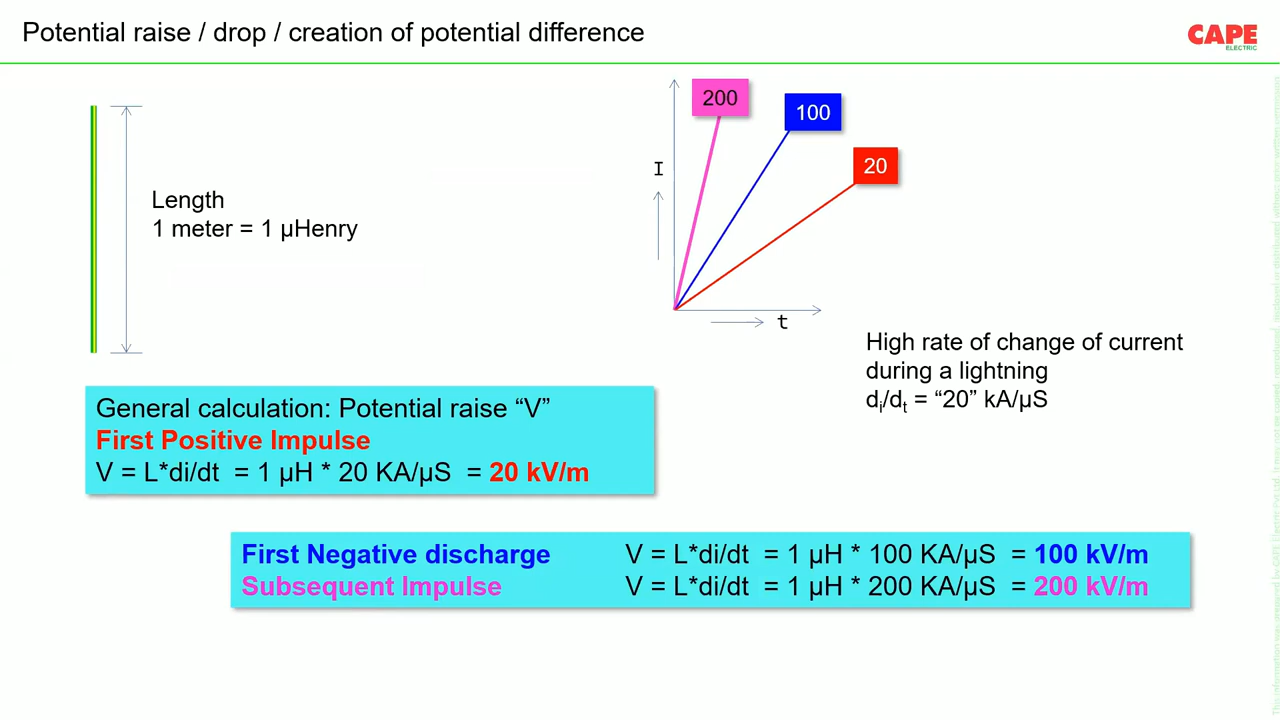 Potential raise / drop / creation of potential difference
CAPE
ELECTRIC
200
100
20
I
t
Length
1 meter = 1 µHenry
High rate of change of current
during a lightning
di/dt = “20” kA/µS
General calculation: Potential raise “V”
First Positive Impulse
V = L*di/dt = 1 µH * 20 KA/µS = 20 kV/m
First Negative discharge V = L*di/dt = 1 µH * 100 KA/µS = 100 kV/m
Subsequent Impulse V = L*di/dt = 1 µH * 200 KA/µS = 200 kV/m